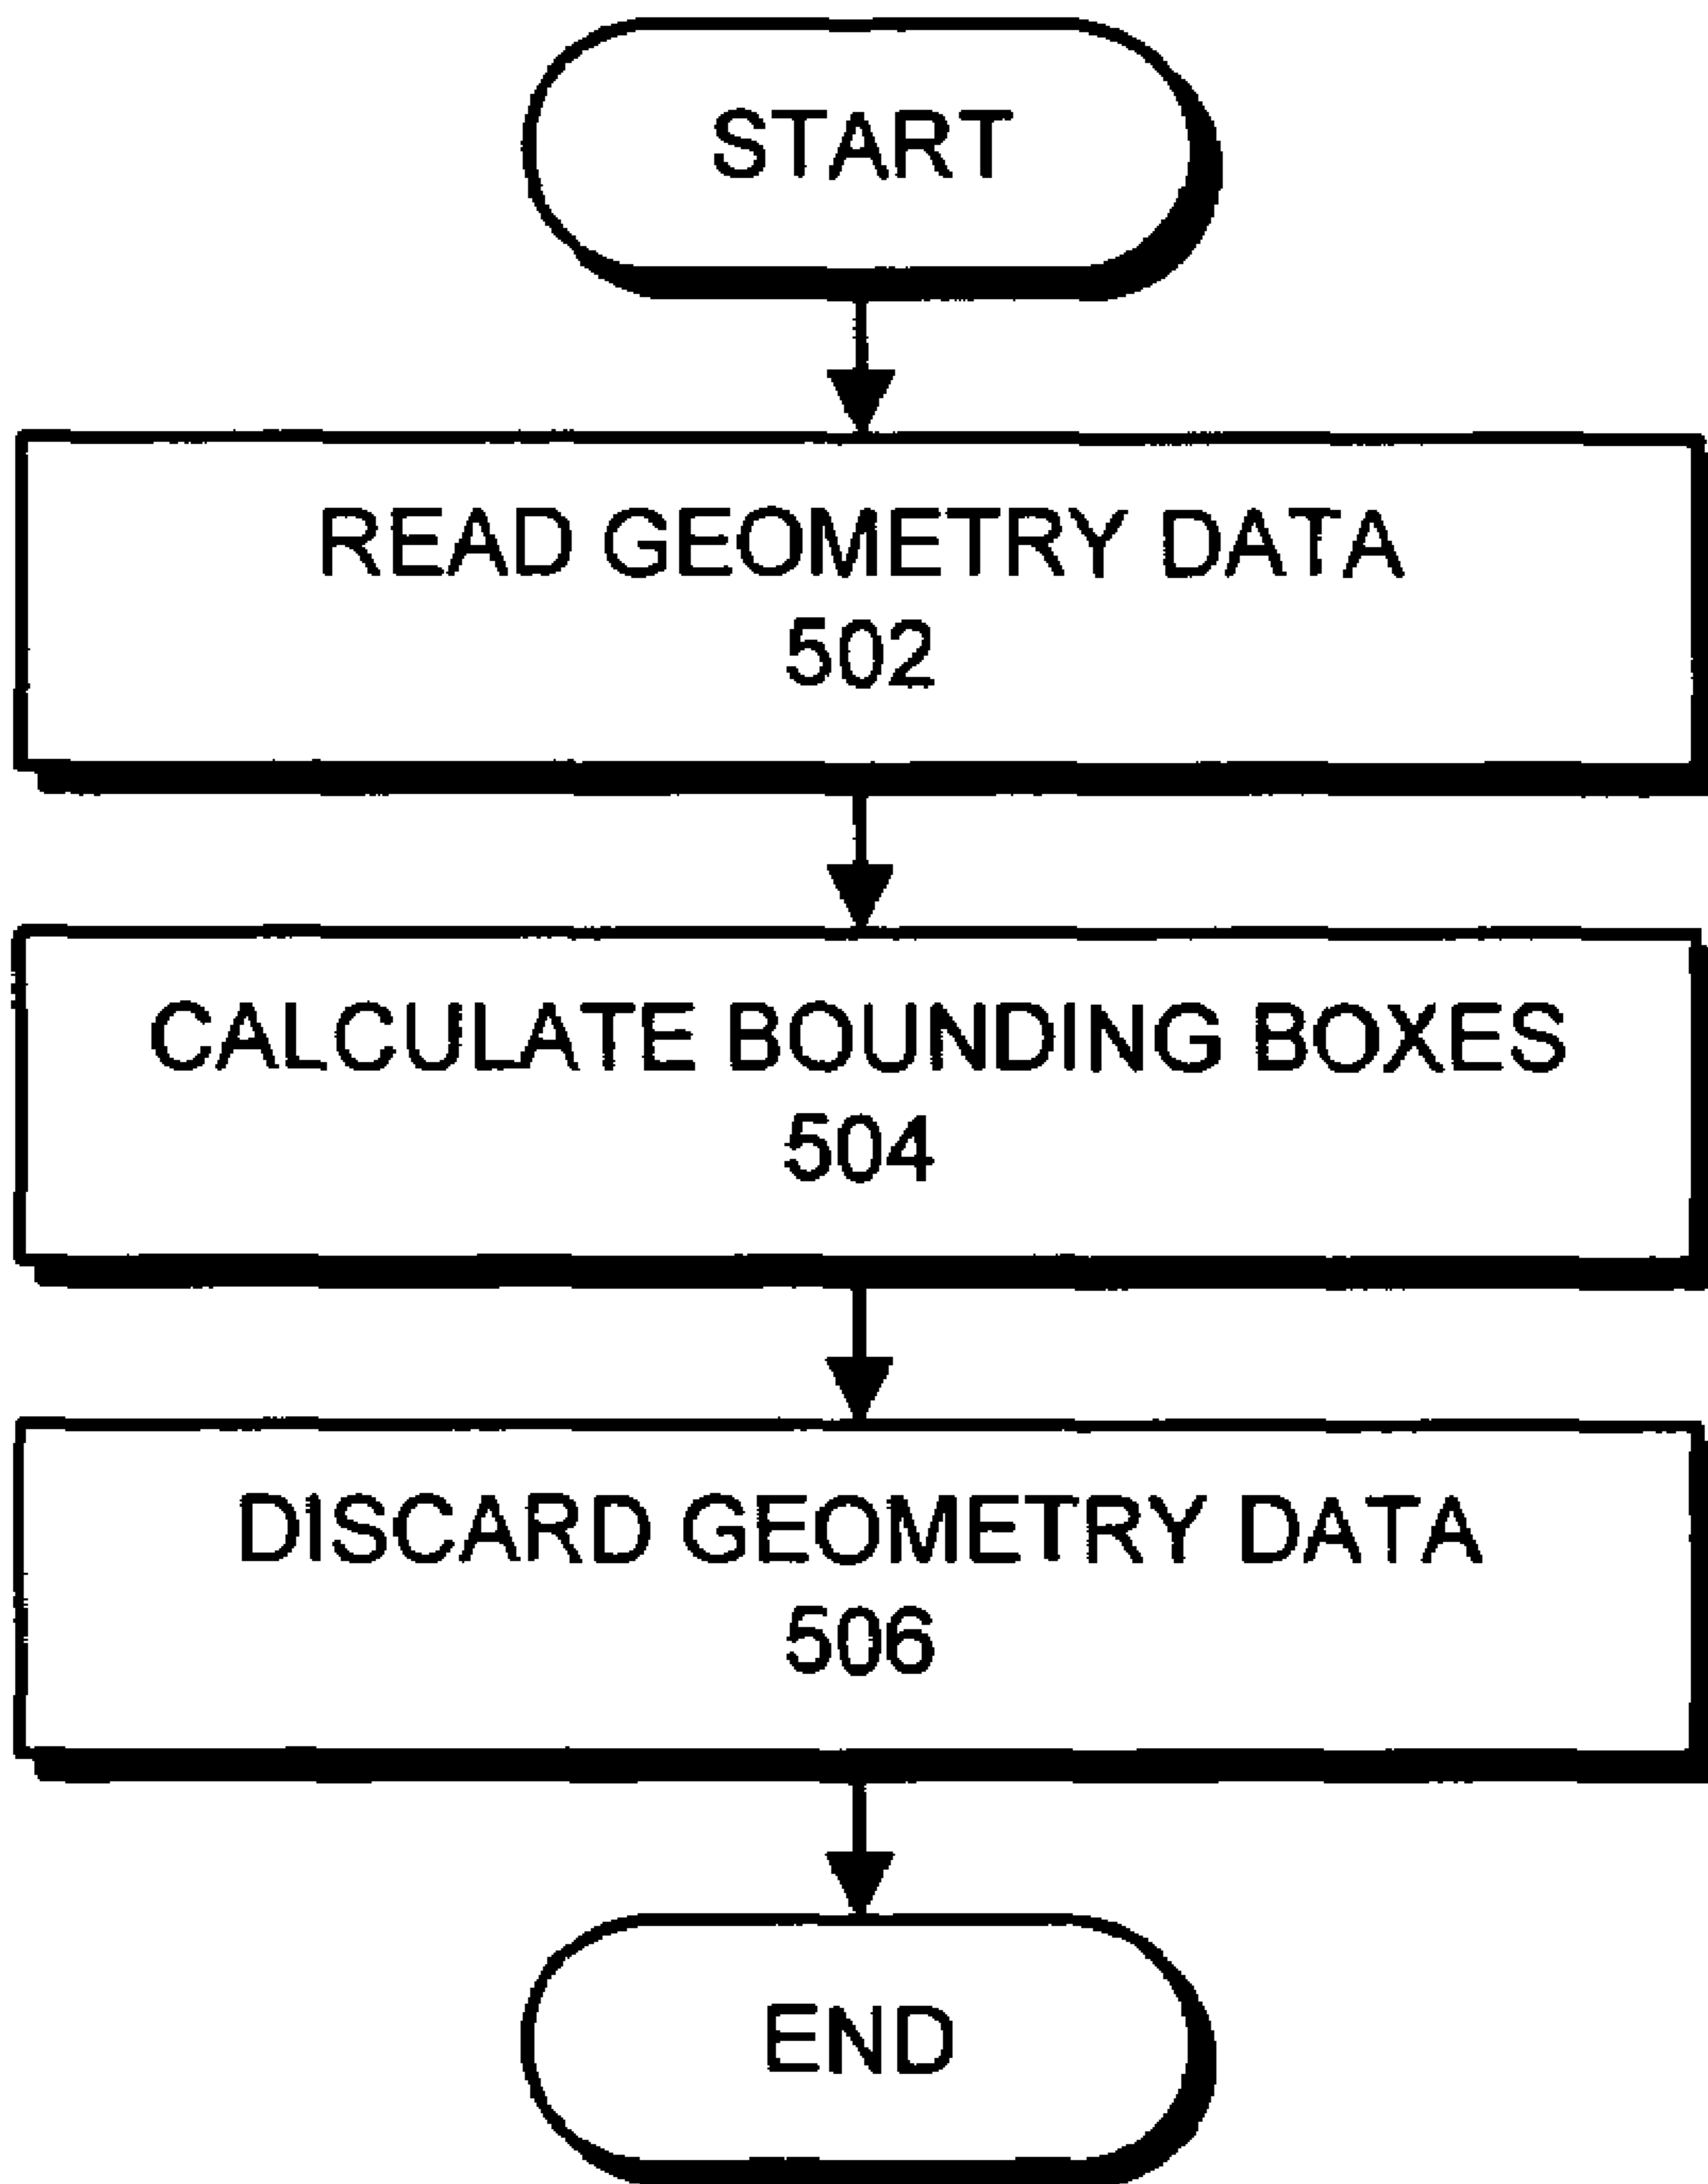 START
READ GEOMETRY DATA
502
CALCULATE BOUNDING BOXES
504
DISCARD GEOMETRY DATA
506
END